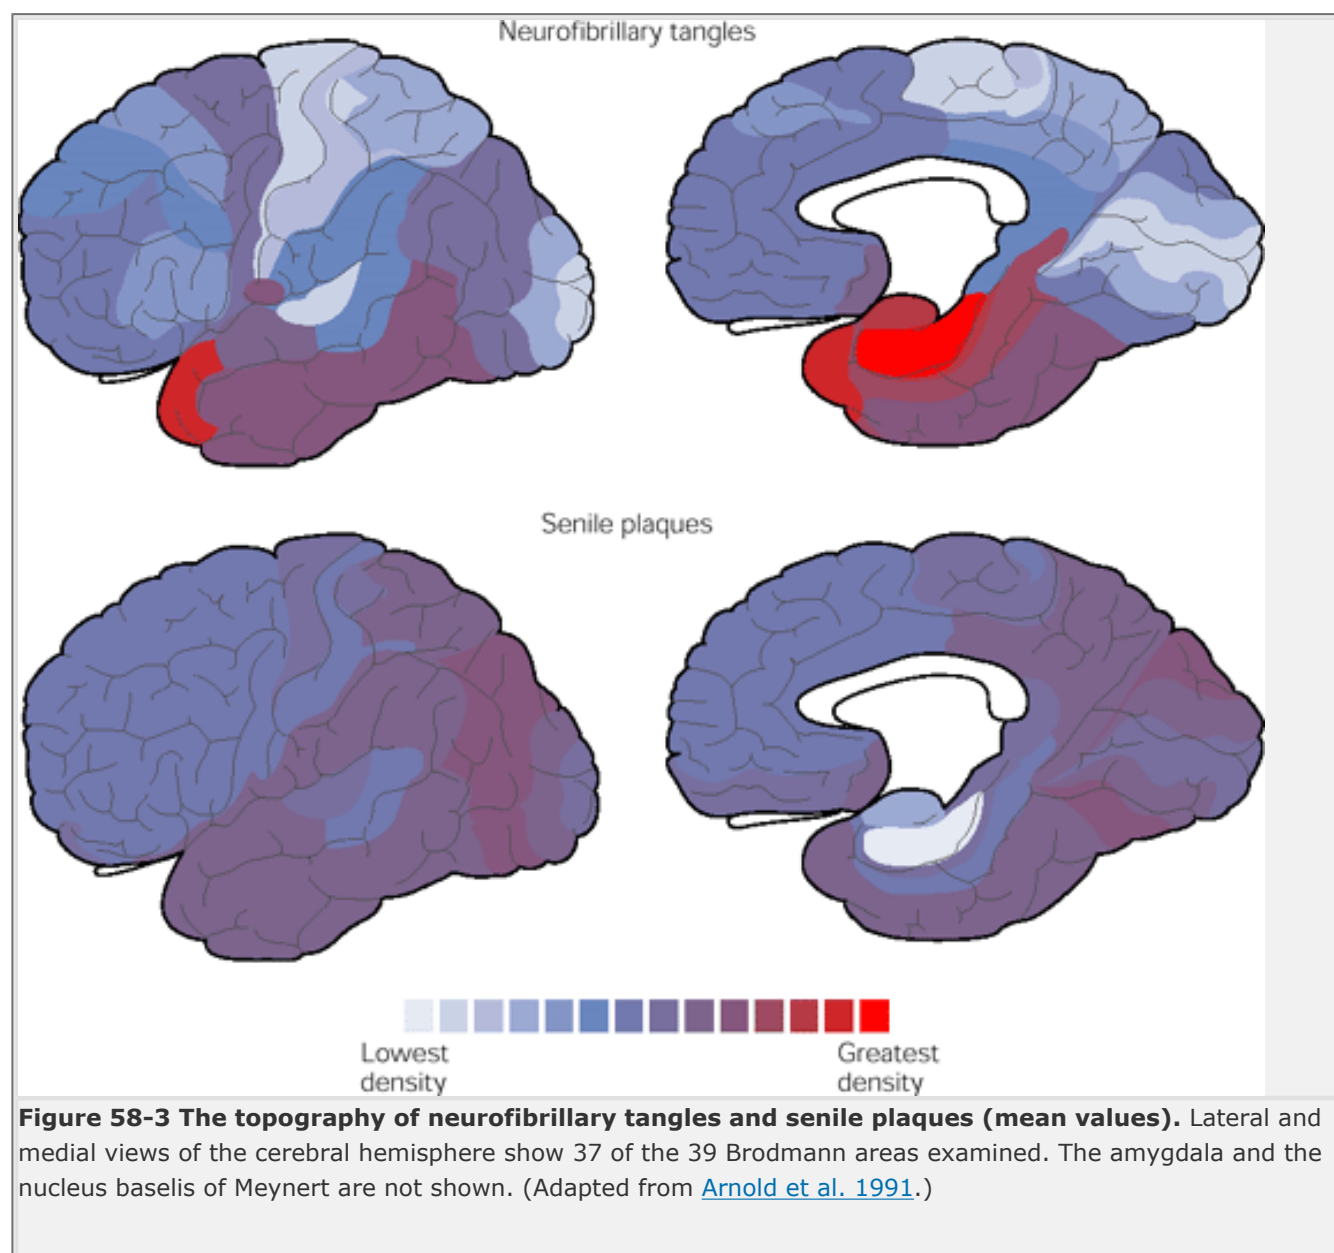 Neurofibrillary tangles
Senile plaques
Lowest
density
Greatest
density
Figure 58-3 The topography of neurofibrillary tangles and senile plaques (mean values). Lateral and
medial views of the cerebral hemisphere show 37 of the 39 Brodmann areas examined. The amygdala and the
nucleus baselis of Meynert are not shown. (Adapted from Arnold et al. 1991.)